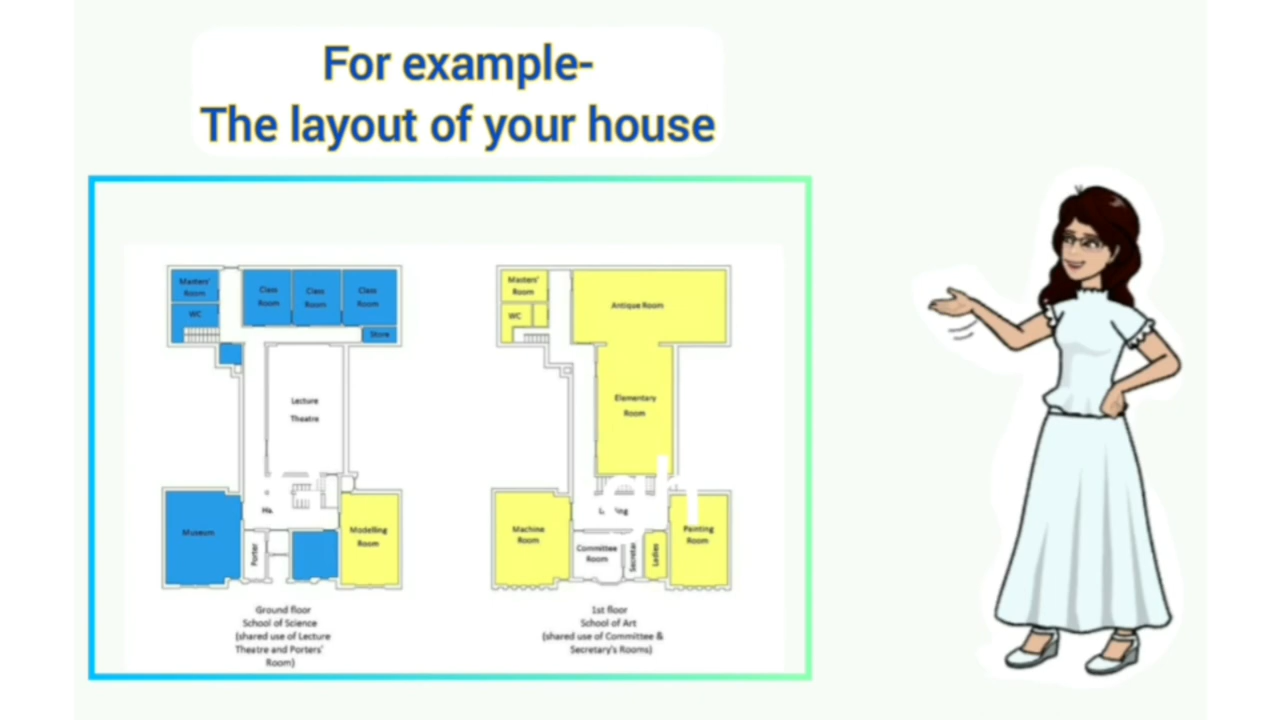 For example-
The layout of your house
Masters'
Room
WC
Class
Room
Class
Room
Class
Room
Store
Lecture
Theatre
Museum
Porter
Modelling
Room
Ground floor
School of Science
(shared use of Lecture
Theatre and Porters'
Room)
Masters'
Room
WC
Antique Room
Elementary
Room
Machine
Room
Committee
Room
Ladies
Painting
Room
1st floor
School of Art
(shared use of Committee &
Secretary's Rooms)